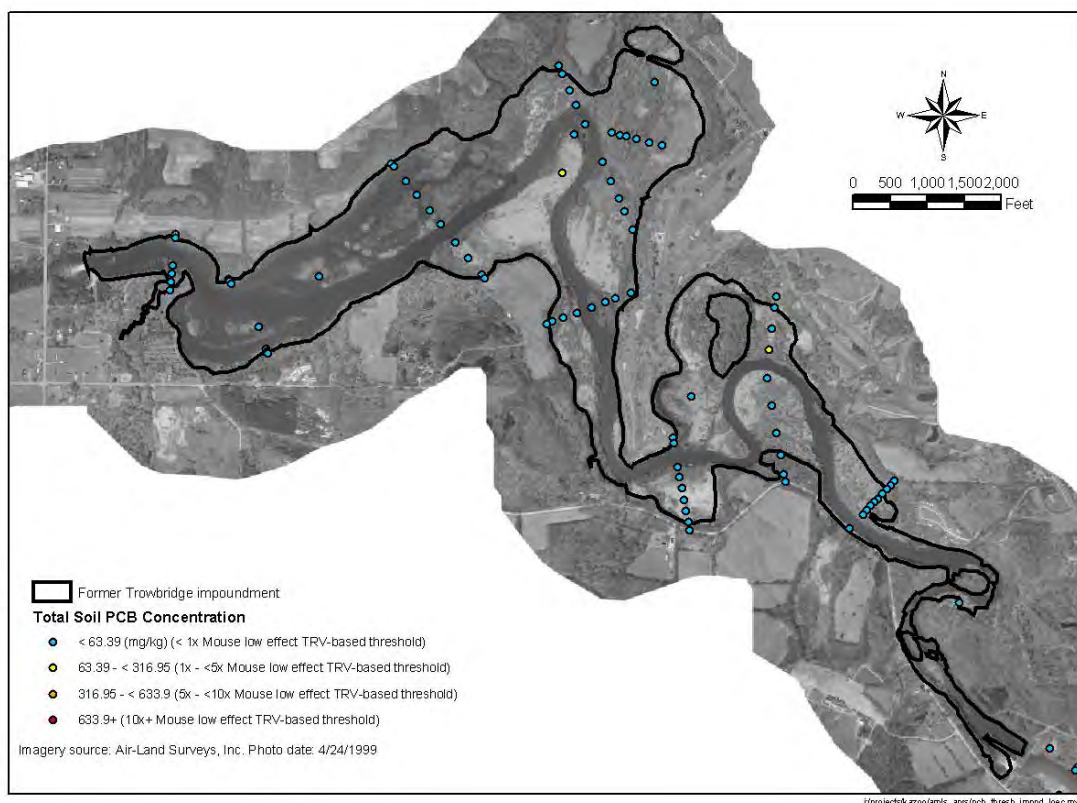 N
W E
S
0 500 1,000 1,500 2,000
Feet
Former Trowbridge impoundment
Total Soil PCB Concentration
< 63.39 (mg/kg) (< 1x Mouse low effect TRV-based threshold)
63.39 - < 316.95 (1x - <5x Mouse low effect TRV-based threshold)
316.95 - < 633.9 (5x - <10x Mouse low effect TRV-based threshold)
633.9+ (10x+ Mouse low effect TRV-based threshold)
Imagery source: Air-Land Surveys, Inc. Photo date: 4/24/1999